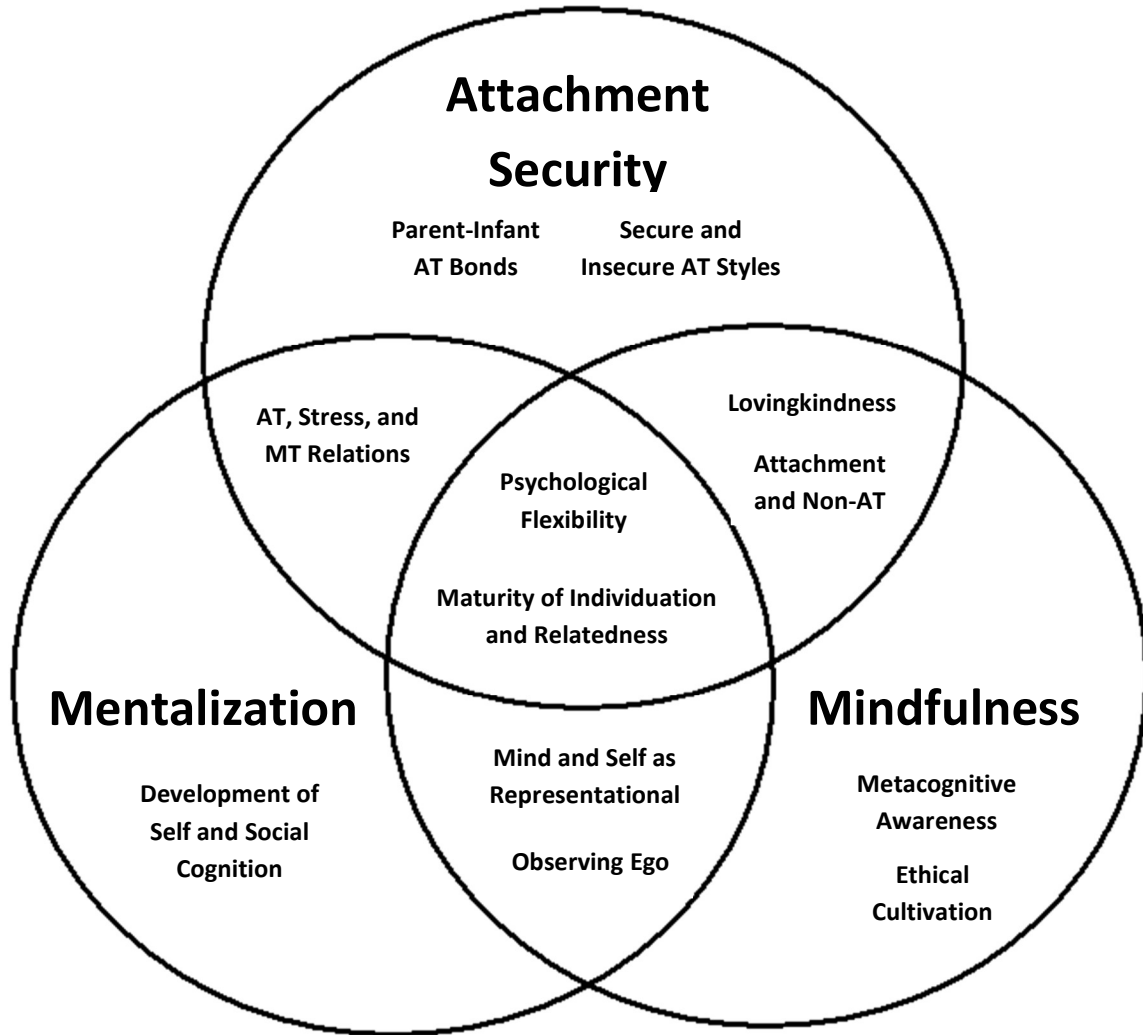 Attachment
Security
Parent-Infant
AT Bonds
Secure and
Insecure AT Styles
AT, Stress, and
MT Relations
Lovingkindness
Attachment
and Non-AT
Psychological
Flexibility
Maturity of Individuation
and Relatedness
Mentalization
Development of
Self and Social
Cognition
Mind and Self as
Representational
Observing Ego
Mindfulness
Metacognitive
Awareness
Ethical
Cultivation